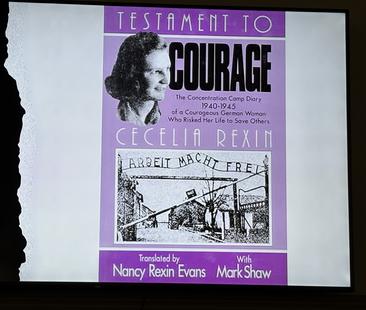 TESTAMENT TO
COURAGE
The Concentration Camp Diary
1940-1945
of a Courageous German Woman
Who Risked Her Life to Save Others
CECELIA REXIN
ARBEIT MACHT FREI
Translated by
Nancy Rexin Evans
With
Mark Shaw